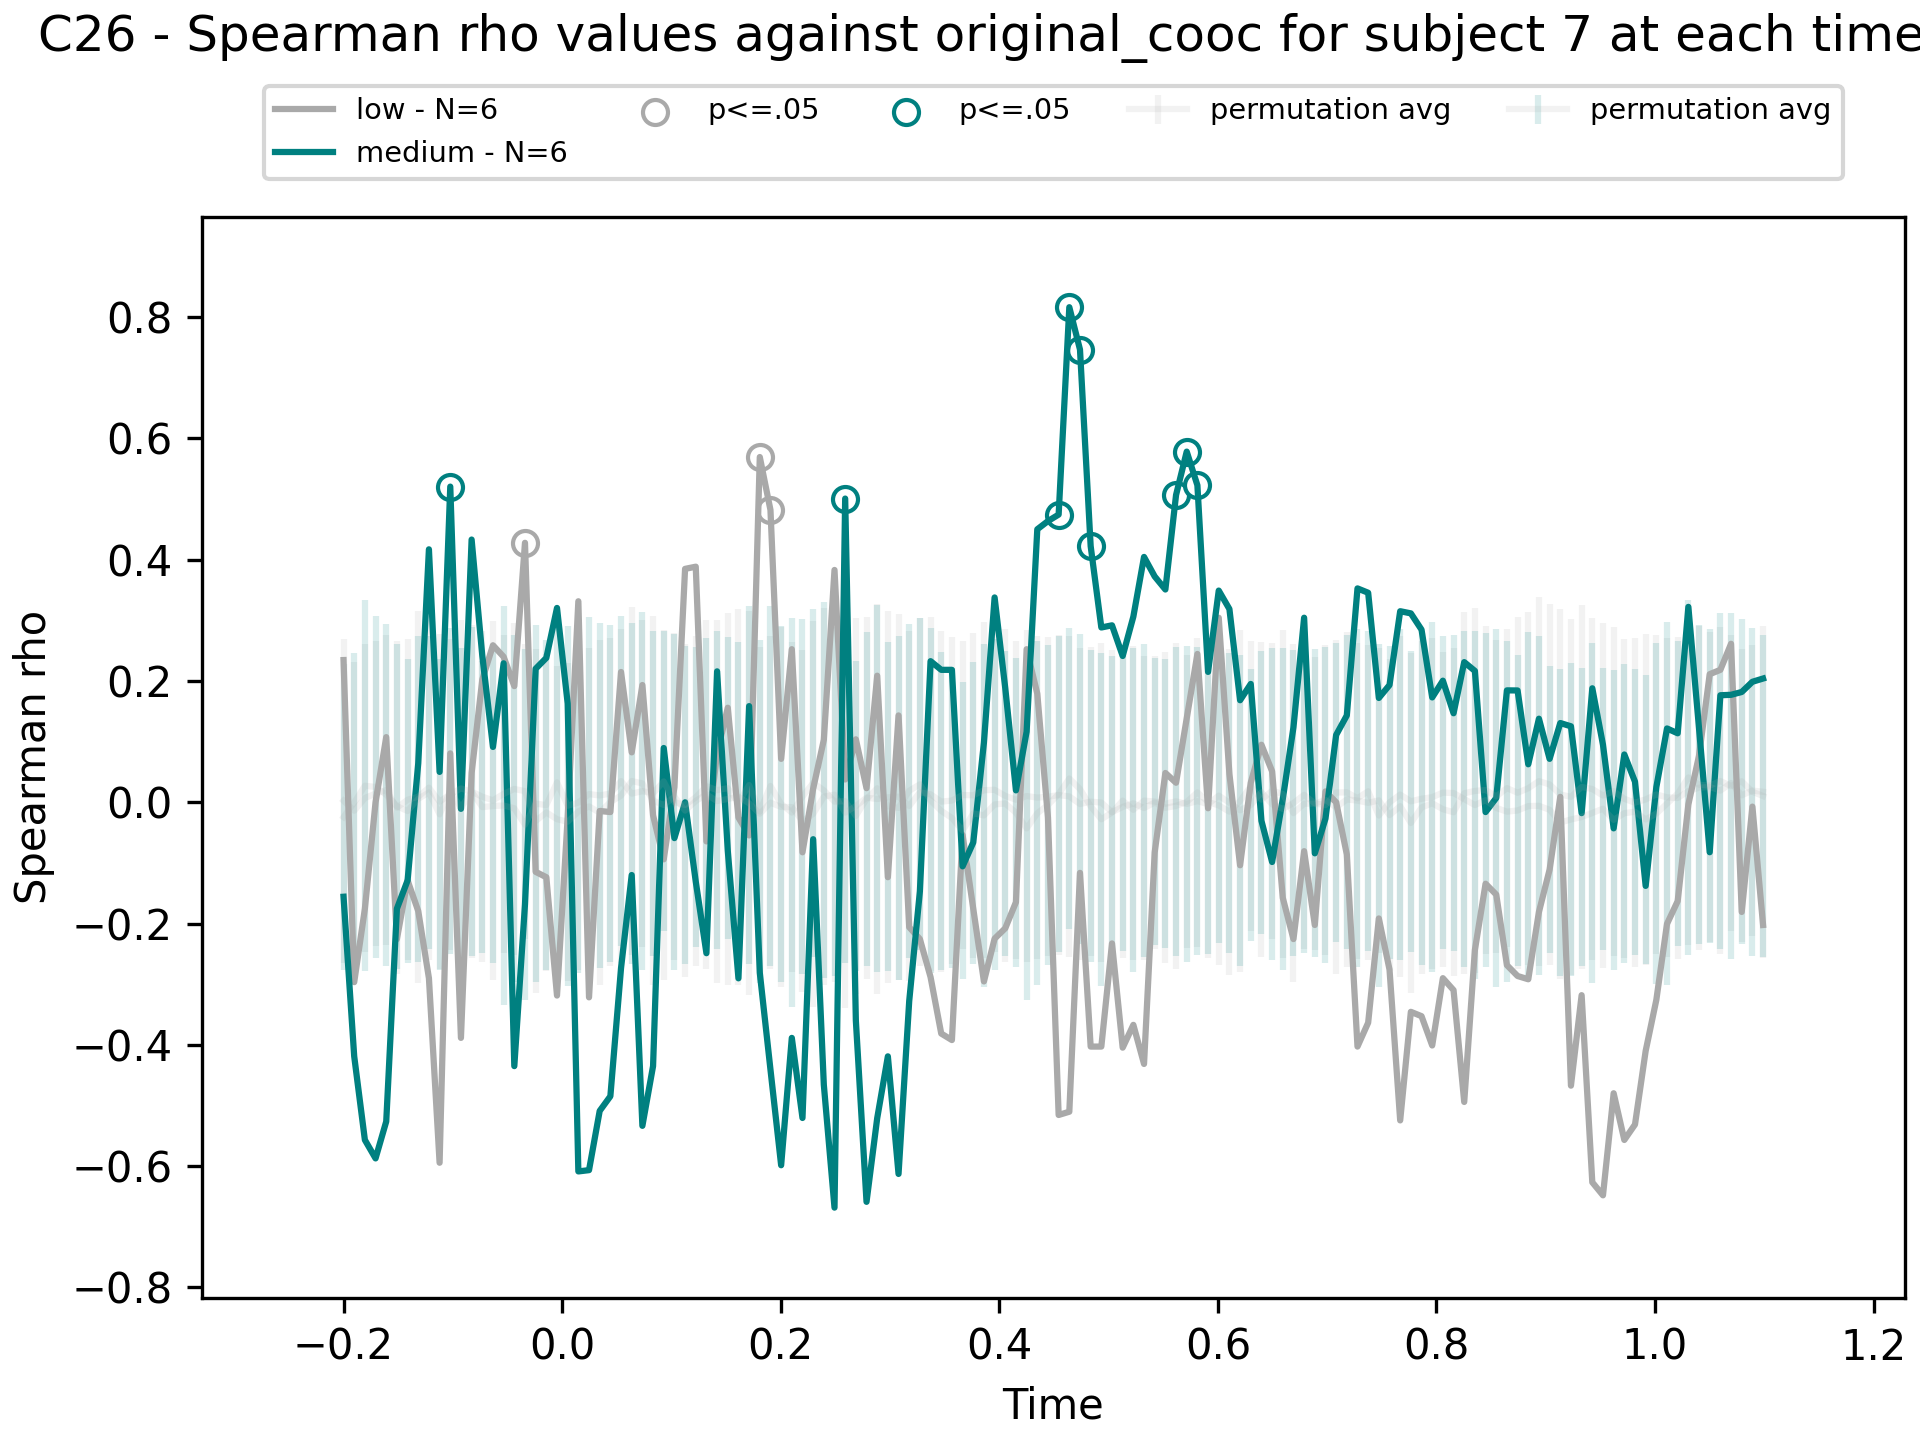 C26 - Spearman rho values against original_cooc for subject 7 at each time
low - N=6
medium - N=6
p<=.05
p<=.05
permutation avg
permutation avg
Spearman rho
0.8
0.6
0.4
0.2
0.0
−0.2
−0.4
−0.6
−0.8
−0.2
0.0
0.2
0.4
0.6
0.8
1.0
1.2
Time